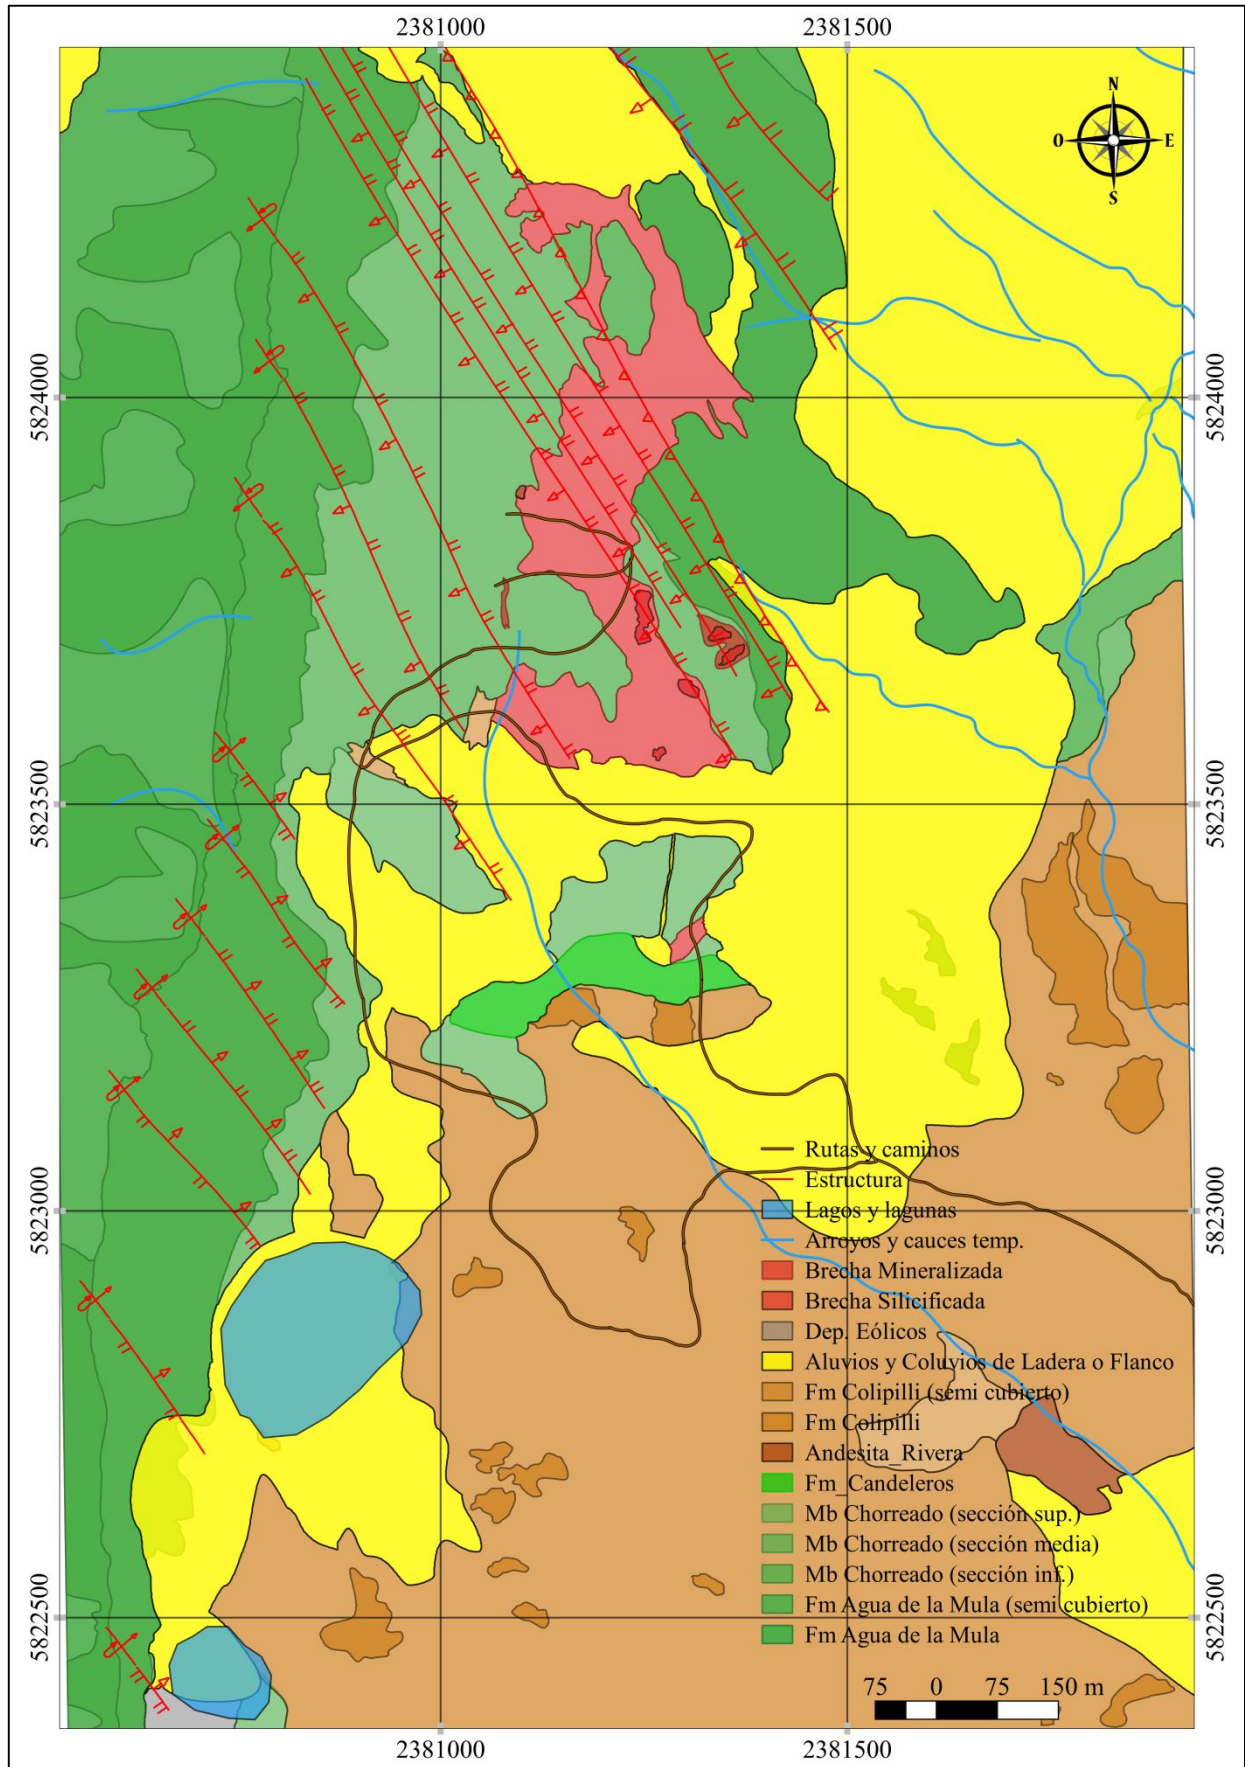 2381000
2381500
N
O
E
S
5824000
5824000
5823500
5823500
5823000
5823000
5822500
5822500
Rutas y caminos
Estructura
Lagos y lagunas
Arroyos y cauces temp.
Brecha Mineralizada
Brecha Silicificada
Dep. Eólicos
Aluvios y Coluvios de Ladera o Flanco
Fm Colipilli (semi cubierto)
Fm Colipilli
Andesita_Rivera
Fm_Candeleros
Mb Chorreado (sección sup.)
Mb Chorreado (sección media)
Mb Chorreado (sección inf.)
Fm Agua de la Mula (semi cubierto)
Fm Agua de la Mula
75 0 75 150 m
2381000
2381500